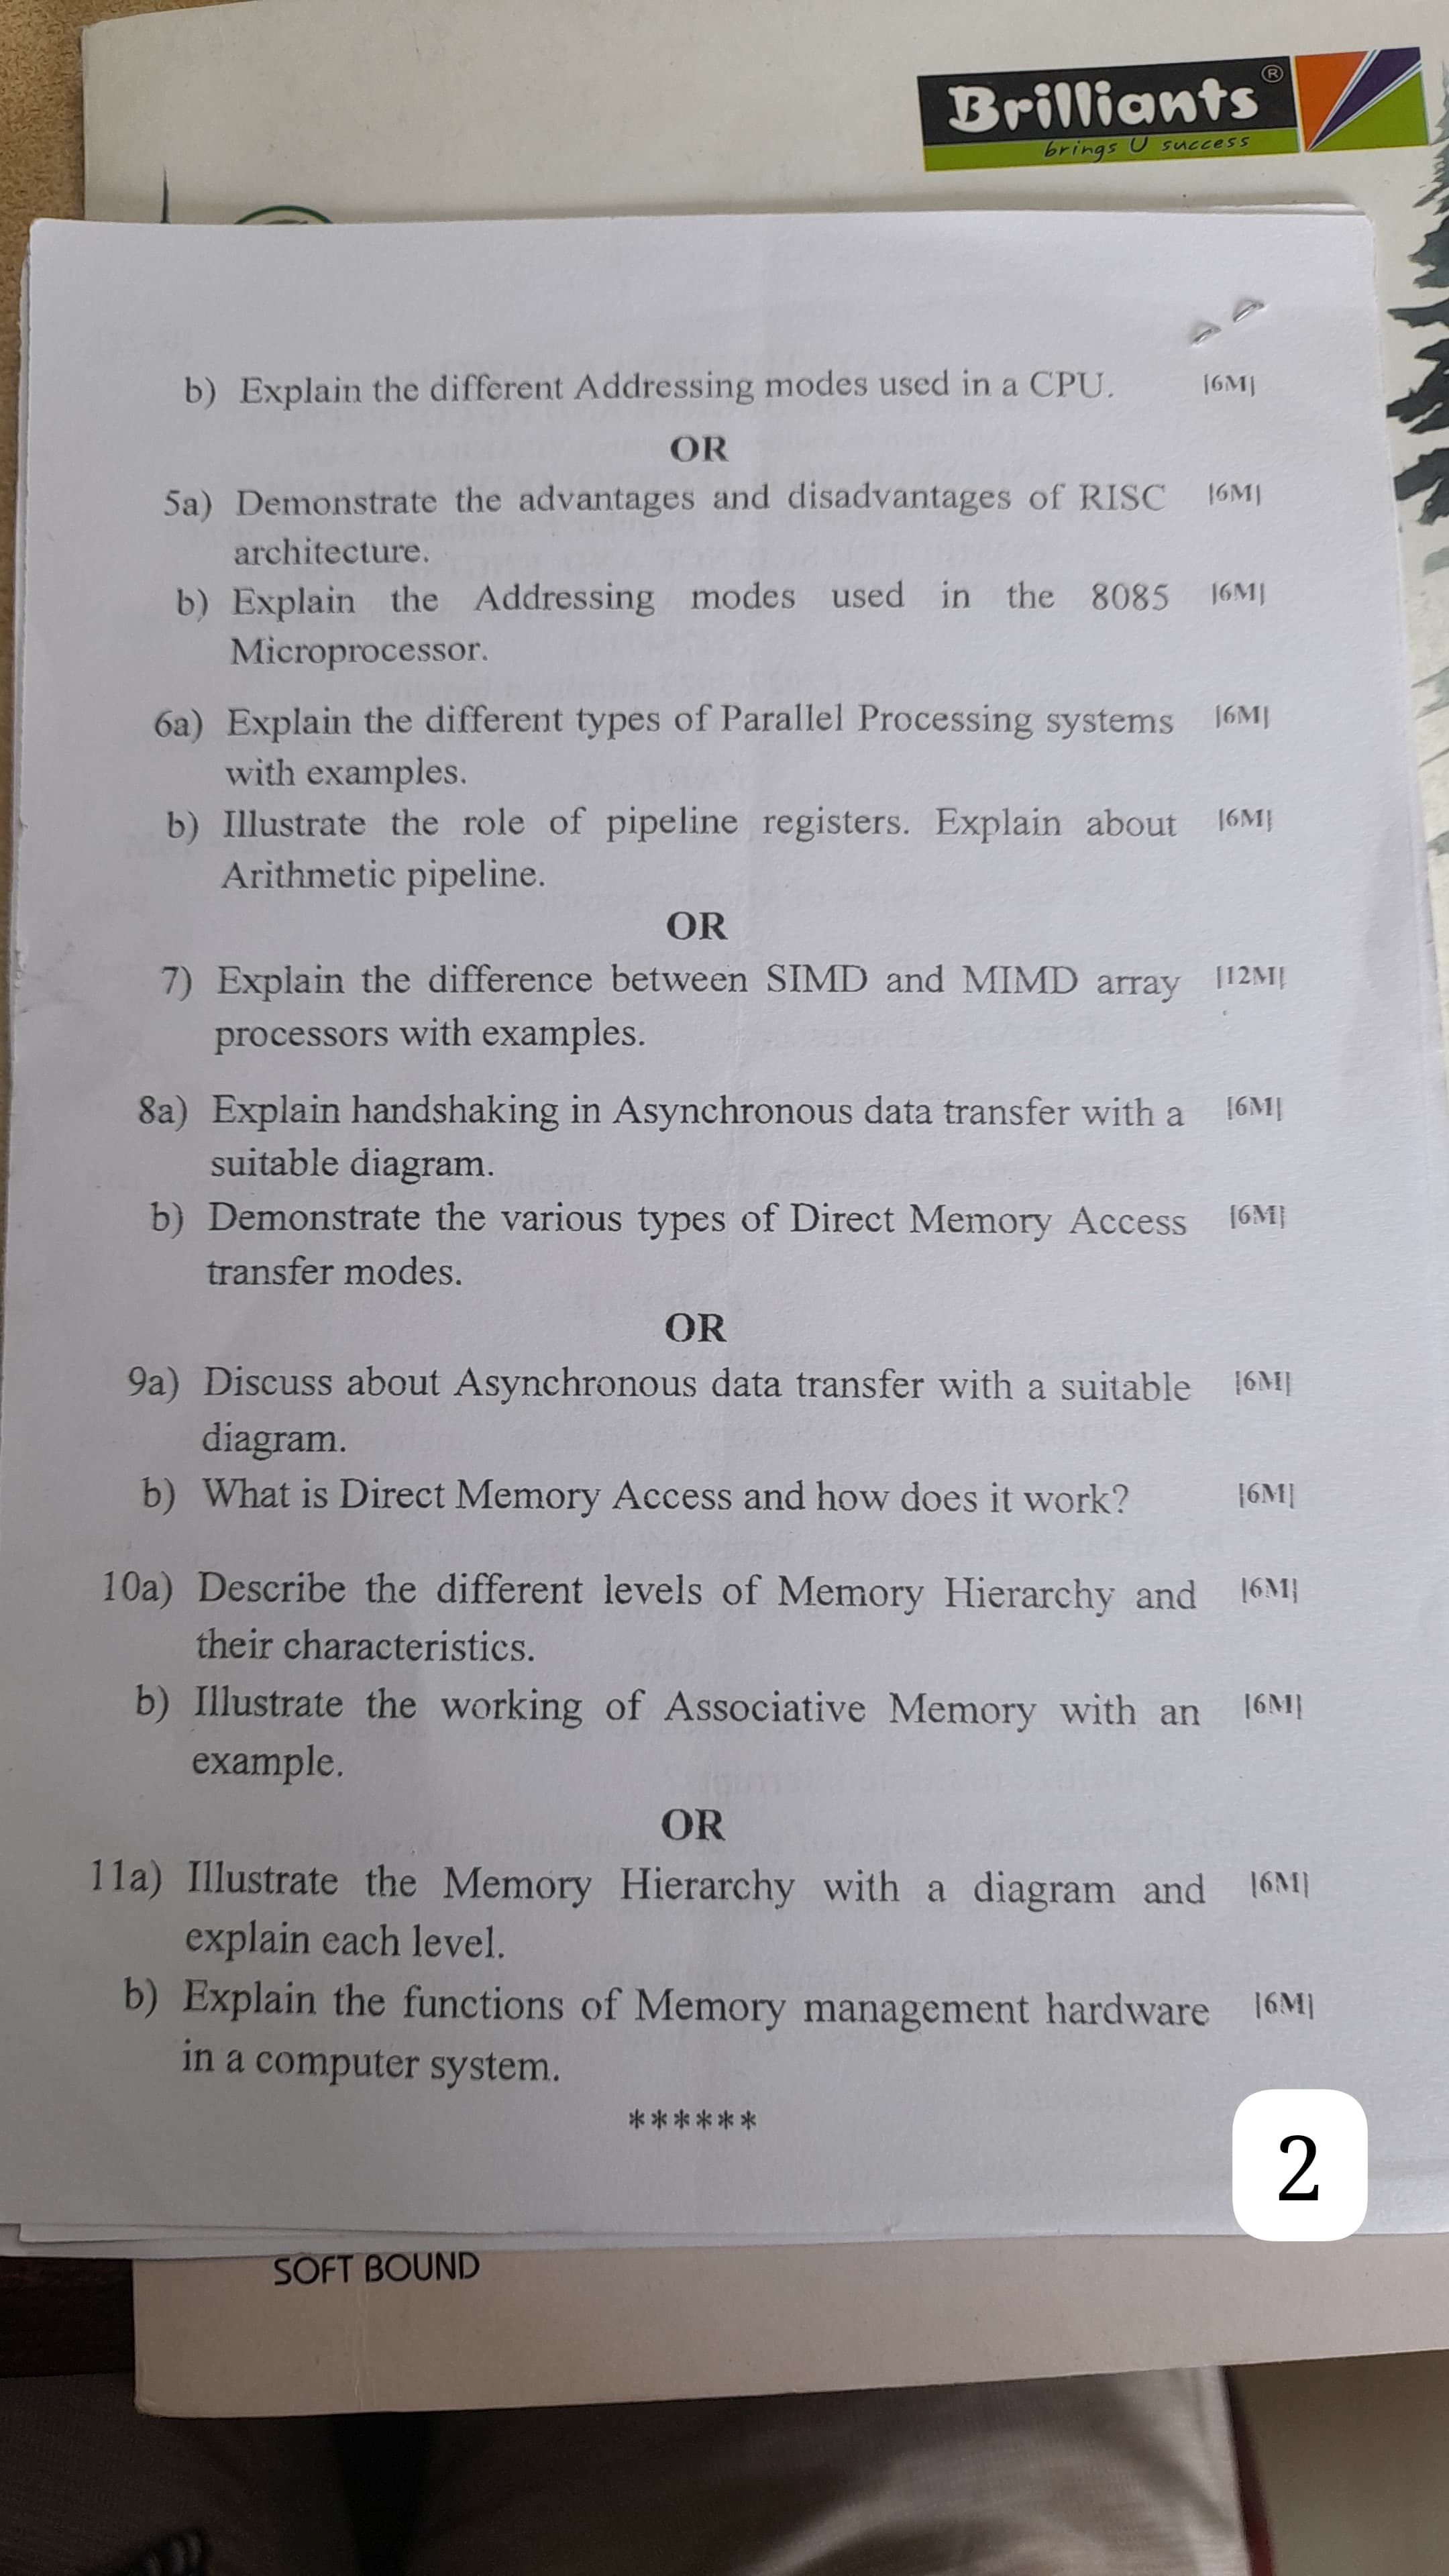 Brilliants®
brings U success
b) Explain the different Addressing modes used in a CPU. [6M]
OR
5a) Demonstrate the advantages and disadvantages of RISC [6M]
architecture.
b) Explain the Addressing modes used in the 8085 [6M]
Microprocessor.
6a) Explain the different types of Parallel Processing systems [6M]
with examples.
b) Illustrate the role of pipeline registers. Explain about [6M]
Arithmetic pipeline.
OR
7) Explain the difference between SIMD and MIMD array [12M]
processors with examples.
8a) Explain handshaking in Asynchronous data transfer with a [6M]
suitable diagram.
b) Demonstrate the various types of Direct Memory Access [6M]
transfer modes.
OR
9a) Discuss about Asynchronous data transfer with a suitable [6M]
diagram.
b) What is Direct Memory Access and how does it work? [6M]
10a) Describe the different levels of Memory Hierarchy and [6M]
their characteristics.
b) Illustrate the working of Associative Memory with an [6M]
example.
OR
11a) Illustrate the Memory Hierarchy with a diagram and [6M]
explain each level.
b) Explain the functions of Memory management hardware [6M]
in a computer system.
******
2
SOFT BOUND